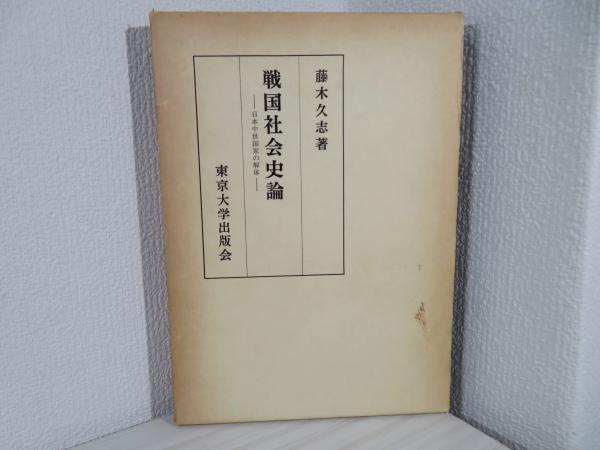 藤木久志著
戦国社会史論
――日本中世国家の解体――
東京大学出版会